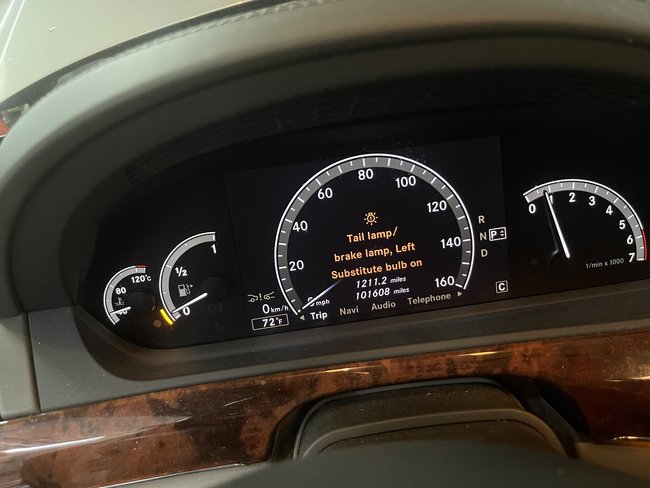 120°C
80
1
1/2
0
20
40
60
80
100
120
140
160
Tail lamp/
brake lamp, Left
Substitute bulb on
1211.2 miles
101608 miles
mph
0 km/h
72°F
Trip Navi Audio Telephone
R
N P
D
C
0 1 2 3 4 5 6 7
1/min x 1000